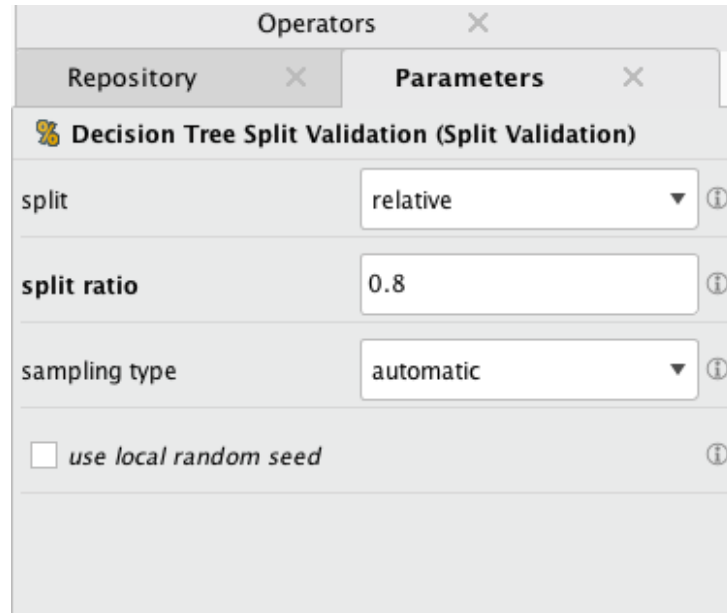 Operators
Repository
Parameters
Decision Tree Split Validation (Split Validation)
split
relative
split ratio
0.8
sampling type
automatic
use local random seed